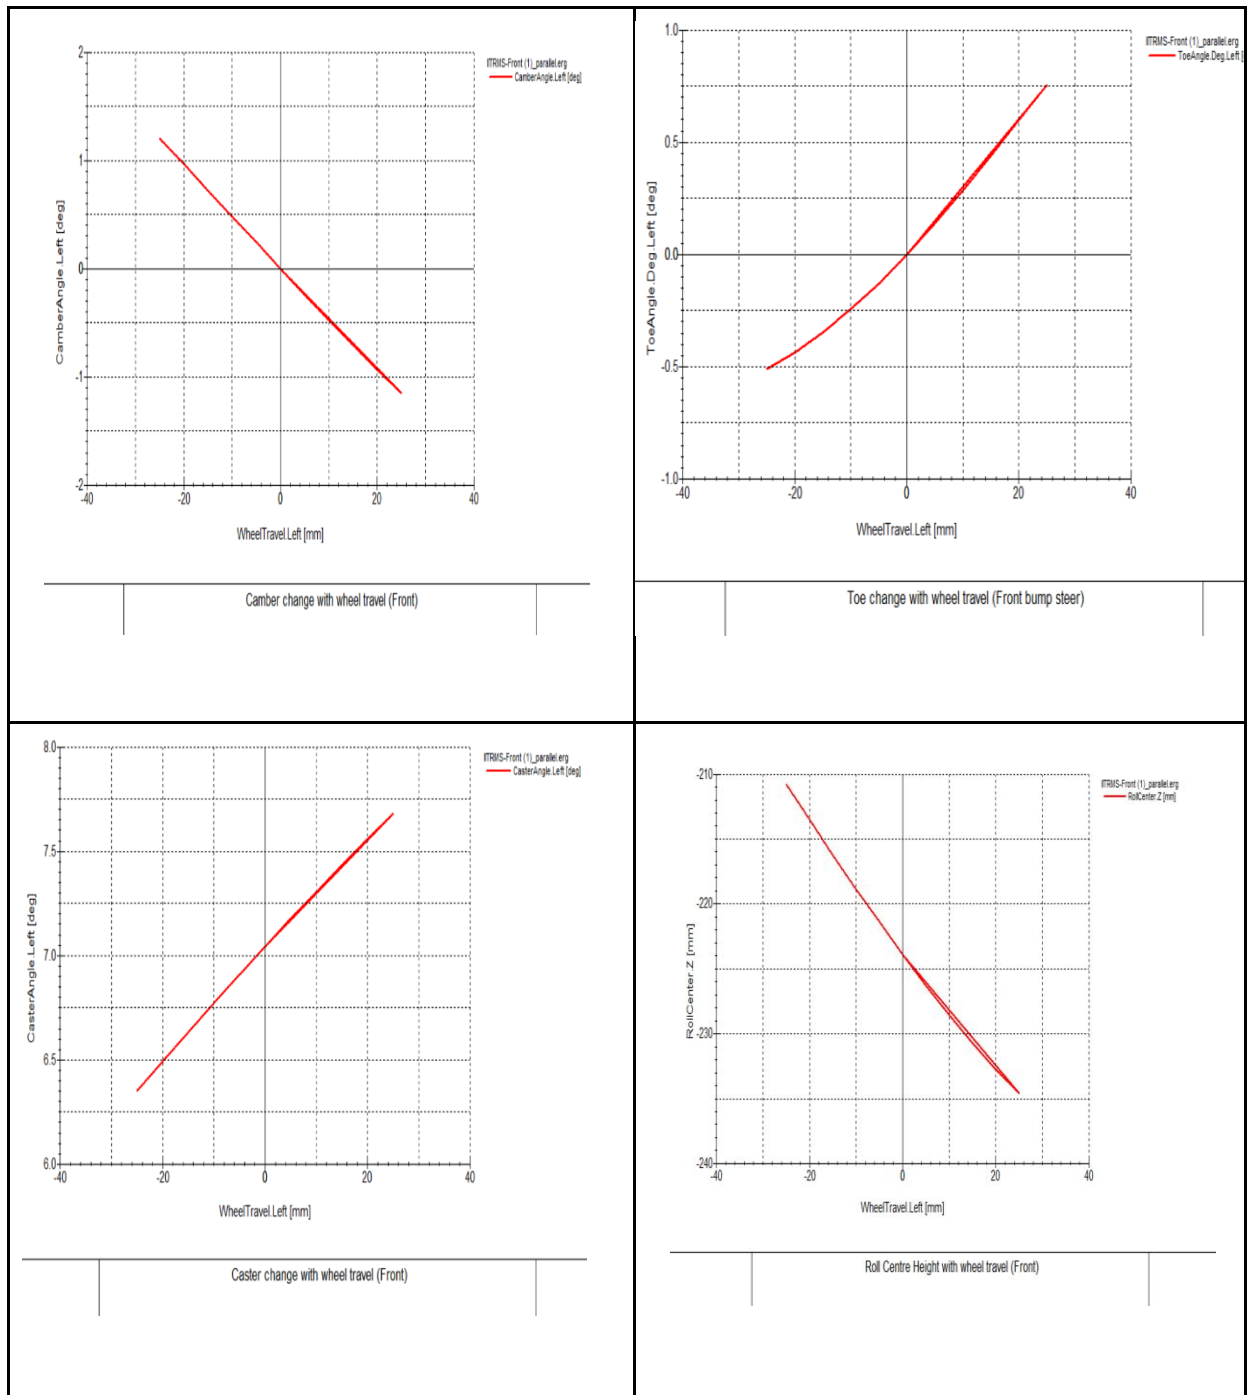 2
1
0
-1
-2
-40
-20
0
20
40
CamberAngle.Left [deg]
WheelTravel.Left [mm]
IITRMS-Front (1)_parallel.erg
CamberAngle.Left [deg]
Camber change with wheel travel (Front)
1.0
0.5
0.0
-0.5
-1.0
-40
-20
0
20
40
ToeAngle.Deg.Left [deg]
WheelTravel.Left [mm]
IITRMS-Front (1)_parallel.erg
ToeAngle.Deg.Left [
Toe change with wheel travel (Front bump steer)
8.0
7.5
7.0
6.5
6.0
-40
-20
0
20
40
CasterAngle.Left [deg]
WheelTravel.Left [mm]
IITRMS-Front (1)_parallel.erg
CasterAngle.Left [deg]
Caster change with wheel travel (Front)
-210
-220
-230
-240
-40
-20
0
20
40
RollCenter.Z [mm]
WheelTravel.Left [mm]
IITRMS-Front (1)_parallel.erg
RollCenter.Z [mm]
Roll Centre Height with wheel travel (Front)